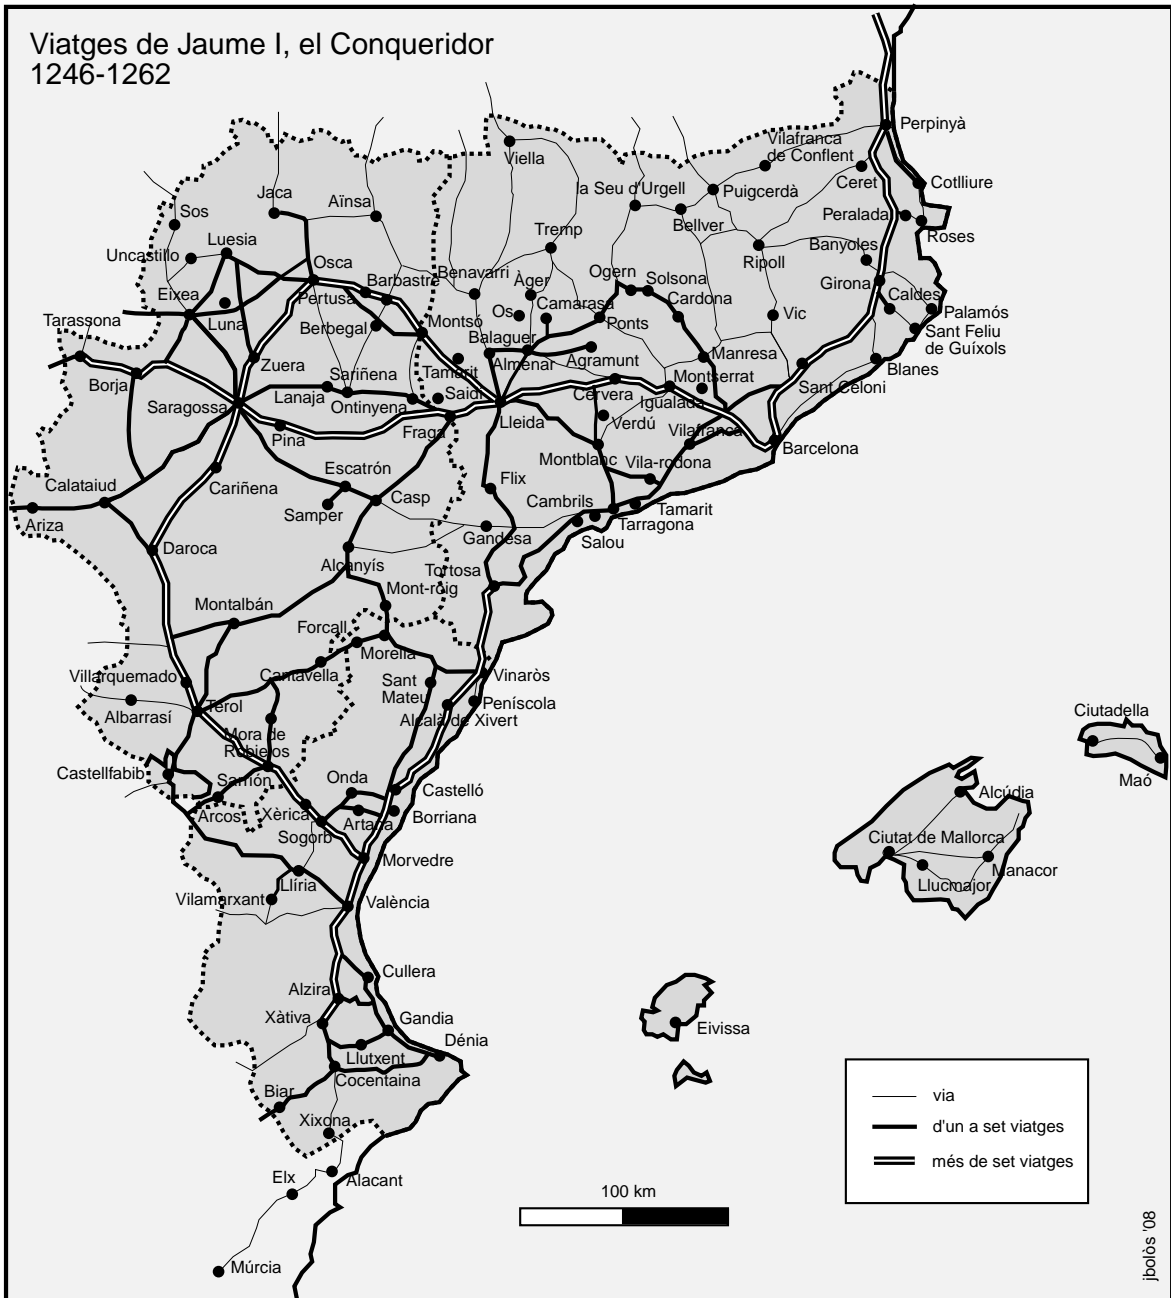 Viatges de Jaume I, el Conqueridor
1246-1262
Perpinyà
Vilafranca
de Conflent
Viella
Ceret
Cotlliure
la Seu d'Urgell
Puigcerdà
Jaca
Aïnsa
Sos
Peralada
Bellver
Roses
Tremp
Luesia
Banyoles
Uncastillo
Ripoll
Osca
Barbastre
Benavarri
Àger
Ogern
Solsona
Girona
Eixea
Pertusa
Camarasa
Cardona
Caldes
Palamós
Os
Luna
Berbegal
Montsó
Ponts
Vic
Sant Feliu
de Guíxols
Tarassona
Balaguer
Almenar
Agramunt
Manresa
Blanes
Zuera
Tamarit
Borja
Sariñena
Montserrat
Sant Celoni
Lanaja
Saidí
Cervera
Igualada
Saragossa
Ontinyena
Fraga
Lleida
Verdú
Vilafranca
Pina
Barcelona
Montblanc
Vila-rodona
Escatrón
Flix
Calataiud
Cariñena
Casp
Cambrils
Samper
Tamarit
Ariza
Tarragona
Gandesa
Salou
Daroca
Alcanyís
Tortosa
Mont-roig
Montalbán
Forcall
Morella
Villarquemado
Cantavella
Sant
Mateu
Vinaròs
Terol
Peníscola
Albarrasí
Alcalà de Xivert
Ciutadella
Mora de
Robielos
Castellfabib
Sarrión
Onda
Castelló
Maó
Alcúdia
Arcos
Xèrica
Artana
Borriana
Sogorb
Ciutat de Mallorca
Morvedre
Manacor
Llíria
Llucmajor
Vilamarxant
València
Cullera
Alzira
Xàtiva
Gandia
Eivissa
Dénia
Llutxent
Cocentaina
Biar
via
Xixona
d'un a set viatges
més de set viatges
Elx
Alacant
100 km
Múrcia
jbolòs '08